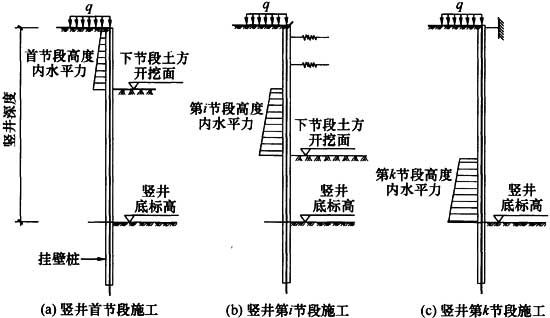 q
首节段高度
内水平力
下节段土方
开挖面
竖井深度
竖井
底标高
挂壁桩
(a) 竖井首节段施工
q
第i节段高度
内水平力
下节段土方
开挖面
竖井
底标高
(b) 竖井第i节段施工
q
第k节段高度
内水平力
竖井
底标高
(c) 竖井第k节段施工